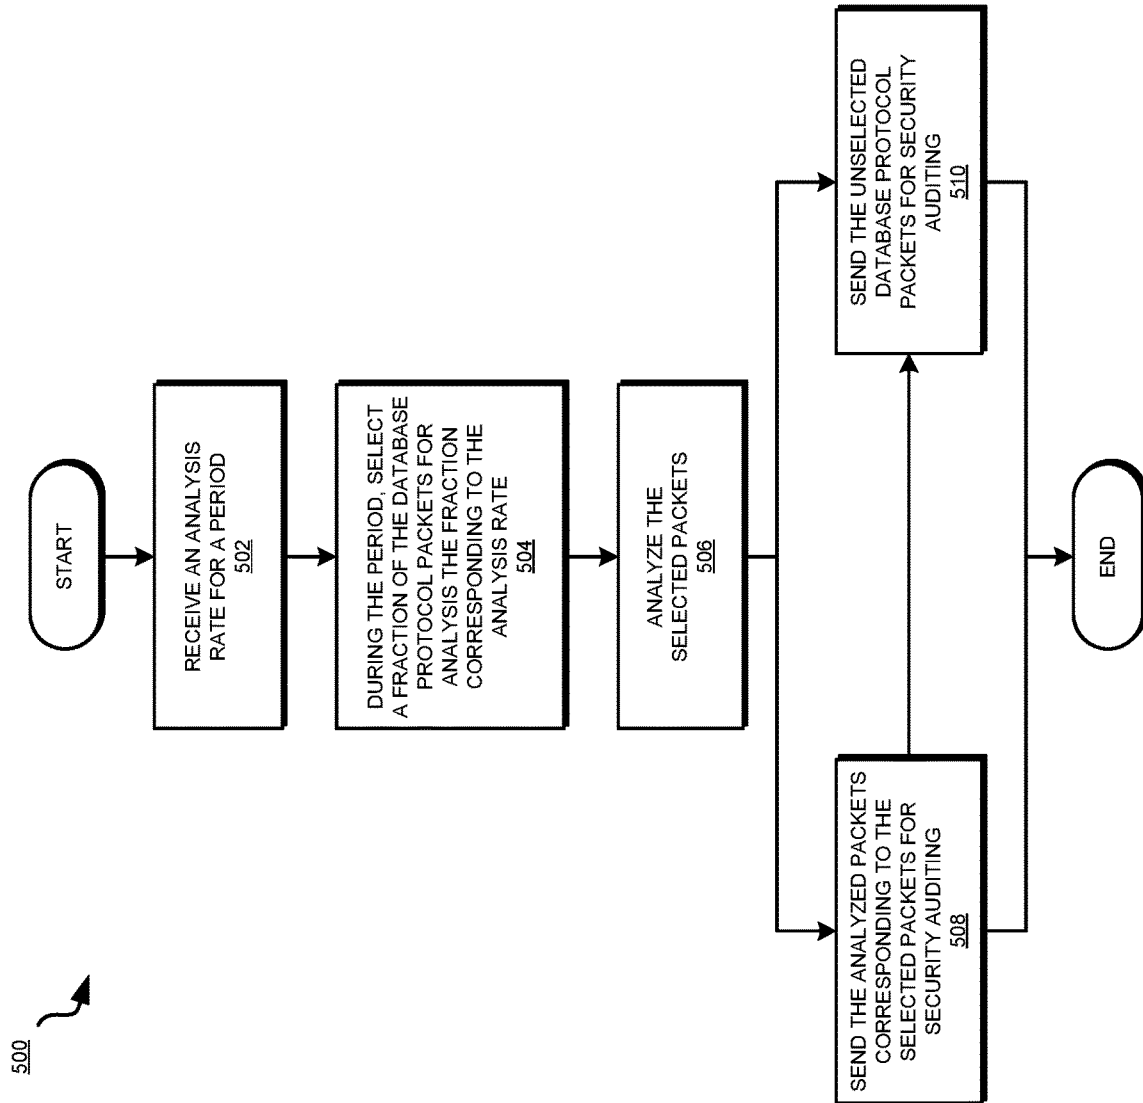 500
START
RECEIVE AN ANALYSIS
RATE FOR A PERIOD
502
DURING THE PERIOD, SELECT
A FRACTION OF THE DATABASE
PROTOCOL PACKETS FOR
ANALYSIS THE FRACTION
CORRESPONDING TO THE
ANALYSIS RATE
504
ANALYZE THE
SELECTED PACKETS
506
SEND THE ANALYZED PACKETS
CORRESPONDING TO THE
SELECTED PACKETS FOR
SECURITY AUDITING
508
SEND THE UNSELECTED
DATABASE PROTOCOL
PACKETS FOR SECURITY
AUDITING
510
END